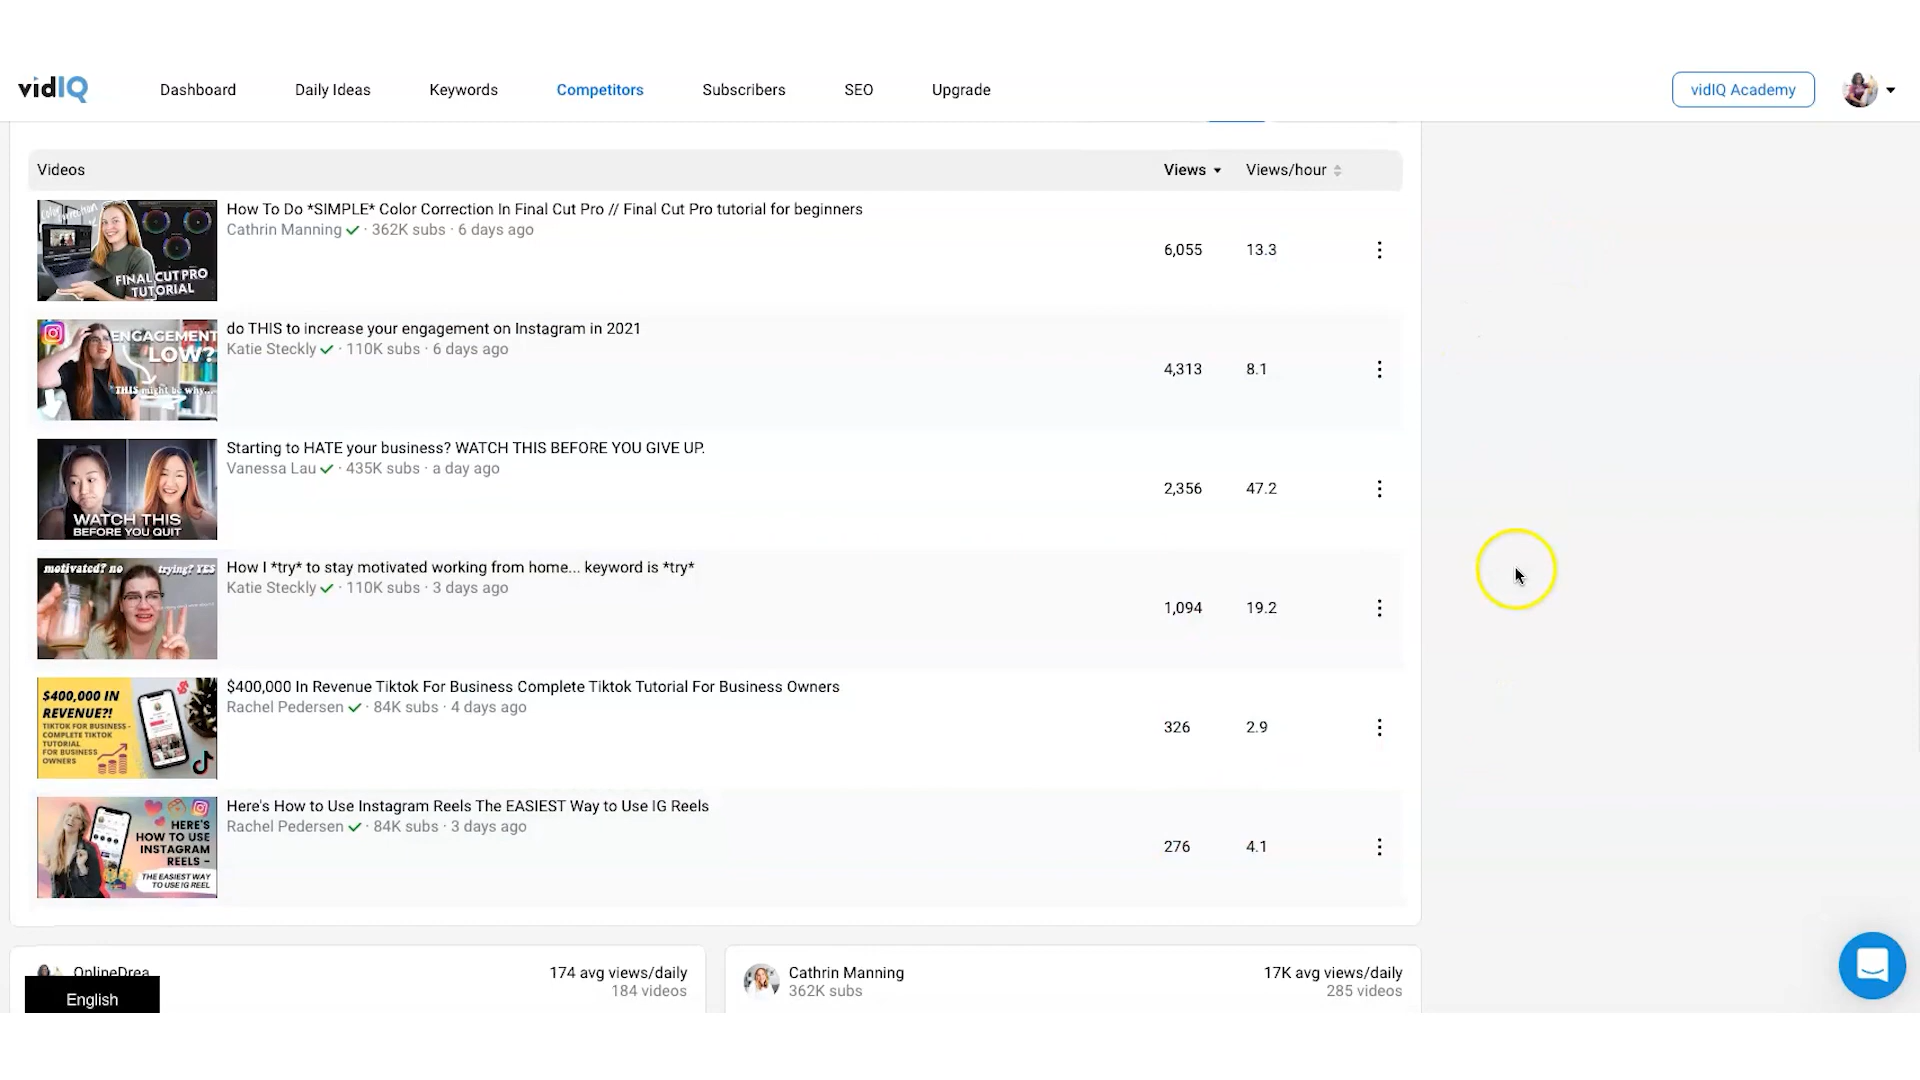 vidIQ
Dashboard
Daily Ideas
Keywords
Competitors
Subscribers
SEO
Upgrade
vidIQ Academy
Videos
Views
Views/hour
FINAL CUT PRO
TUTORIAL
How To Do *SIMPLE* Color Correction In Final Cut Pro // Final Cut Pro tutorial for beginners
Cathrin Manning · 362K subs · 6 days ago
6,055
13.3
ENGAGEMENT
LOW?
THIS might be why...
do THIS to increase your engagement on Instagram in 2021
Katie Steckly · 110K subs · 6 days ago
4,313
8.1
WATCH THIS
BEFORE YOU QUIT
Starting to HATE your business? WATCH THIS BEFORE YOU GIVE UP.
Vanessa Lau · 435K subs · a day ago
2,356
47.2
motivated? no
trying? YES
How I *try* to stay motivated working from home... keyword is *try*
Katie Steckly · 110K subs · 3 days ago
1,094
19.2
$400,000 IN
REVENUE?!
TIKTOK FOR BUSINESS -
COMPLETE TIKTOK
TUTORIAL
FOR BUSINESS
OWNERS
$400,000 In Revenue Tiktok For Business Complete Tiktok Tutorial For Business Owners
Rachel Pedersen · 84K subs · 4 days ago
326
2.9
HERE'S
HOW TO USE
INSTAGRAM
REELS -
THE EASIEST WAY
TO USE IG REEL
Here's How to Use Instagram Reels The EASIEST Way to Use IG Reels
Rachel Pedersen · 84K subs · 3 days ago
276
4.1
OnlineDrea
174 avg views/daily
184 videos
Cathrin Manning
362K subs
17K avg views/daily
285 videos
English